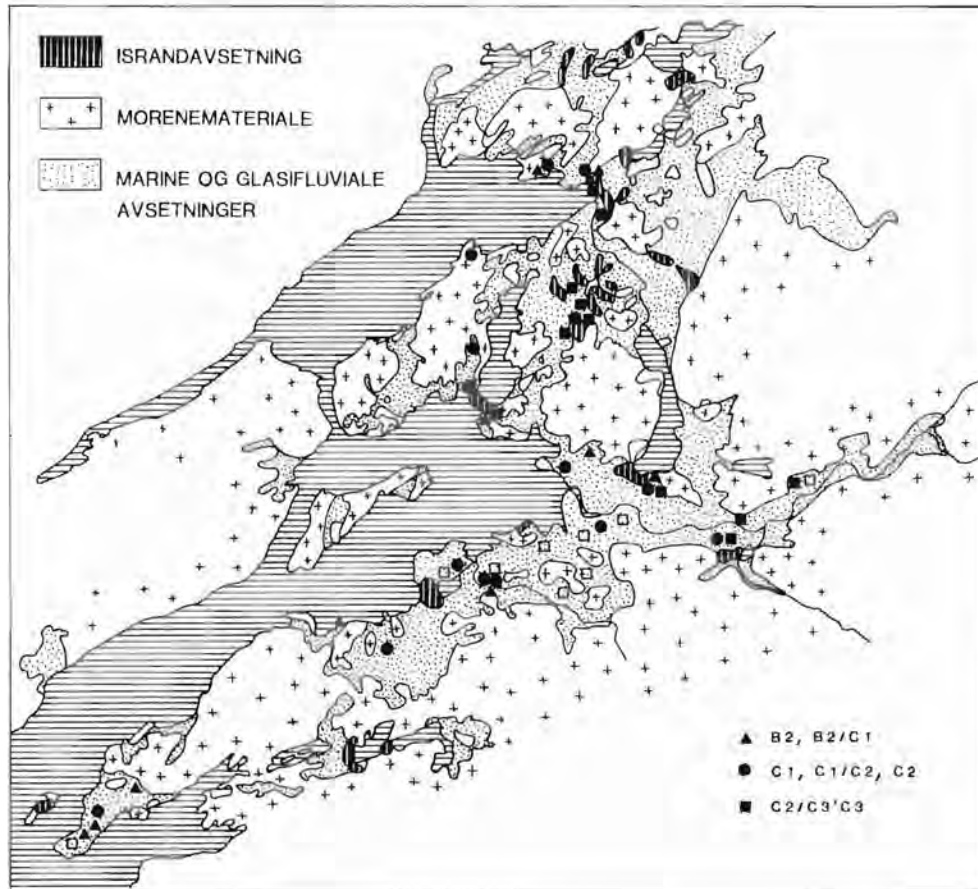 ISRANDAVSETNING
MORENEMATERIALE
MARINE OG GLASIFLUVIALE
AVSETNINGER
B2, B2/C1
C1, C1/C2, C2
C2/C3'C3